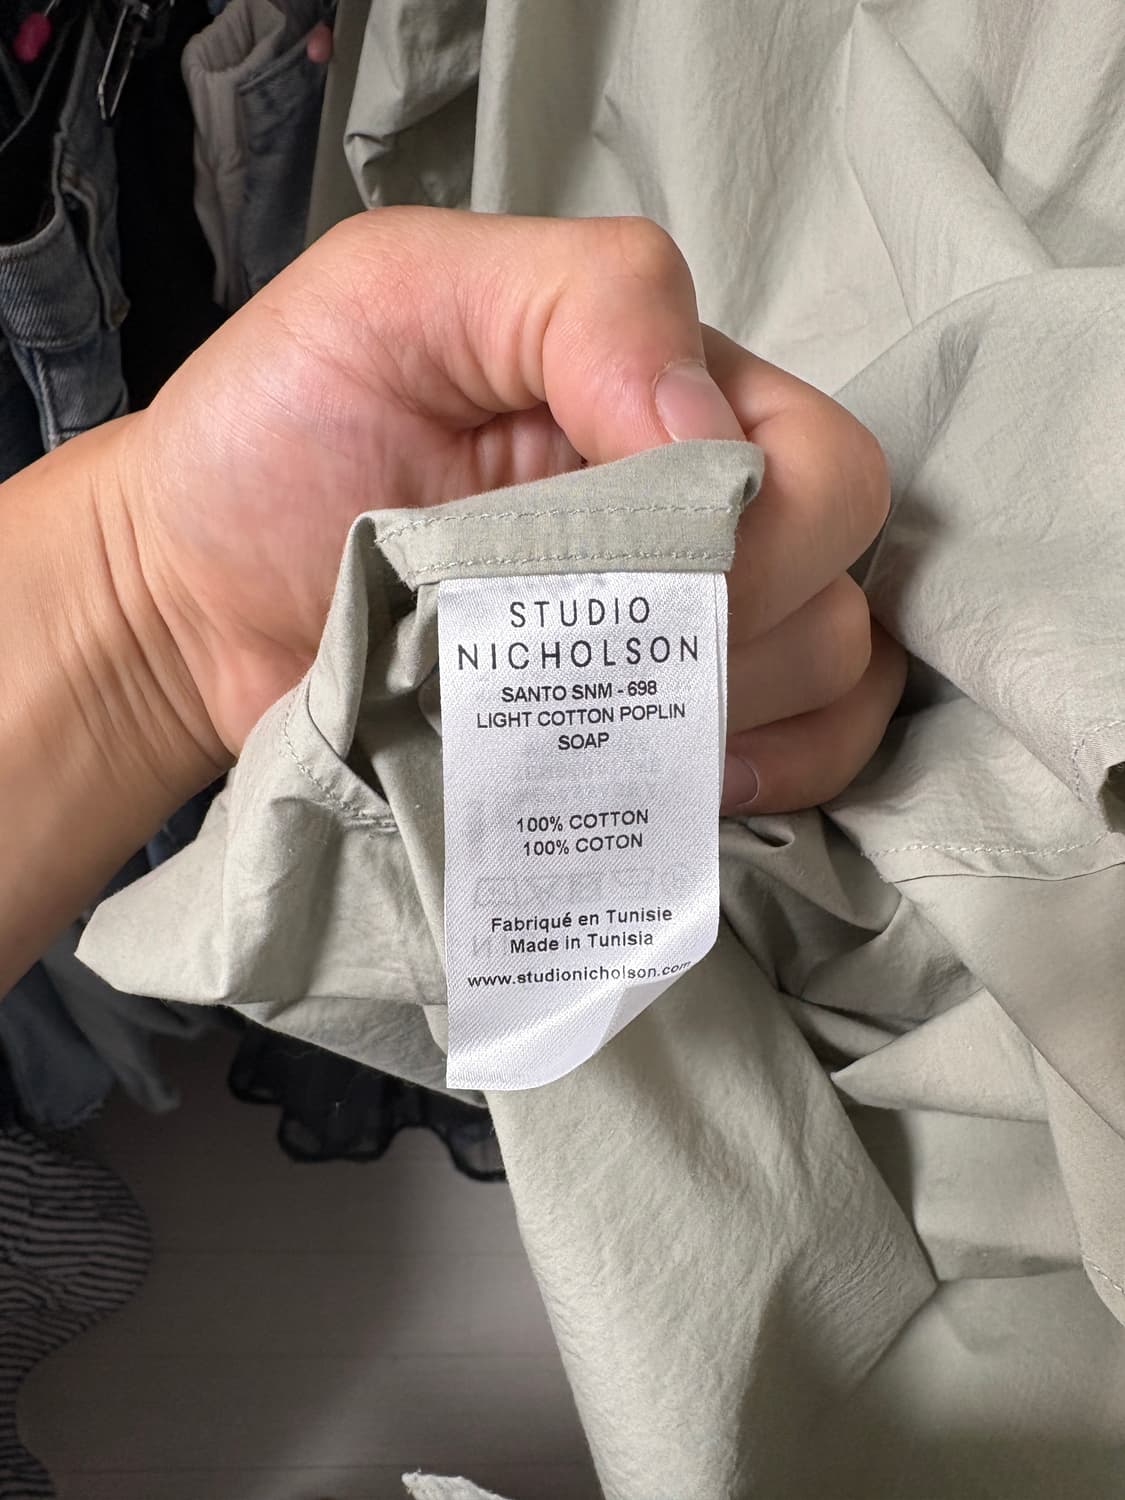 STUDIO
NICHOLSON
SANTO SNM - 698
LIGHT COTTON POPLIN
SOAP
100% COTTON
100% COTON
Fabriqué en Tunisie
Made in Tunisia
www.studionicholson.com